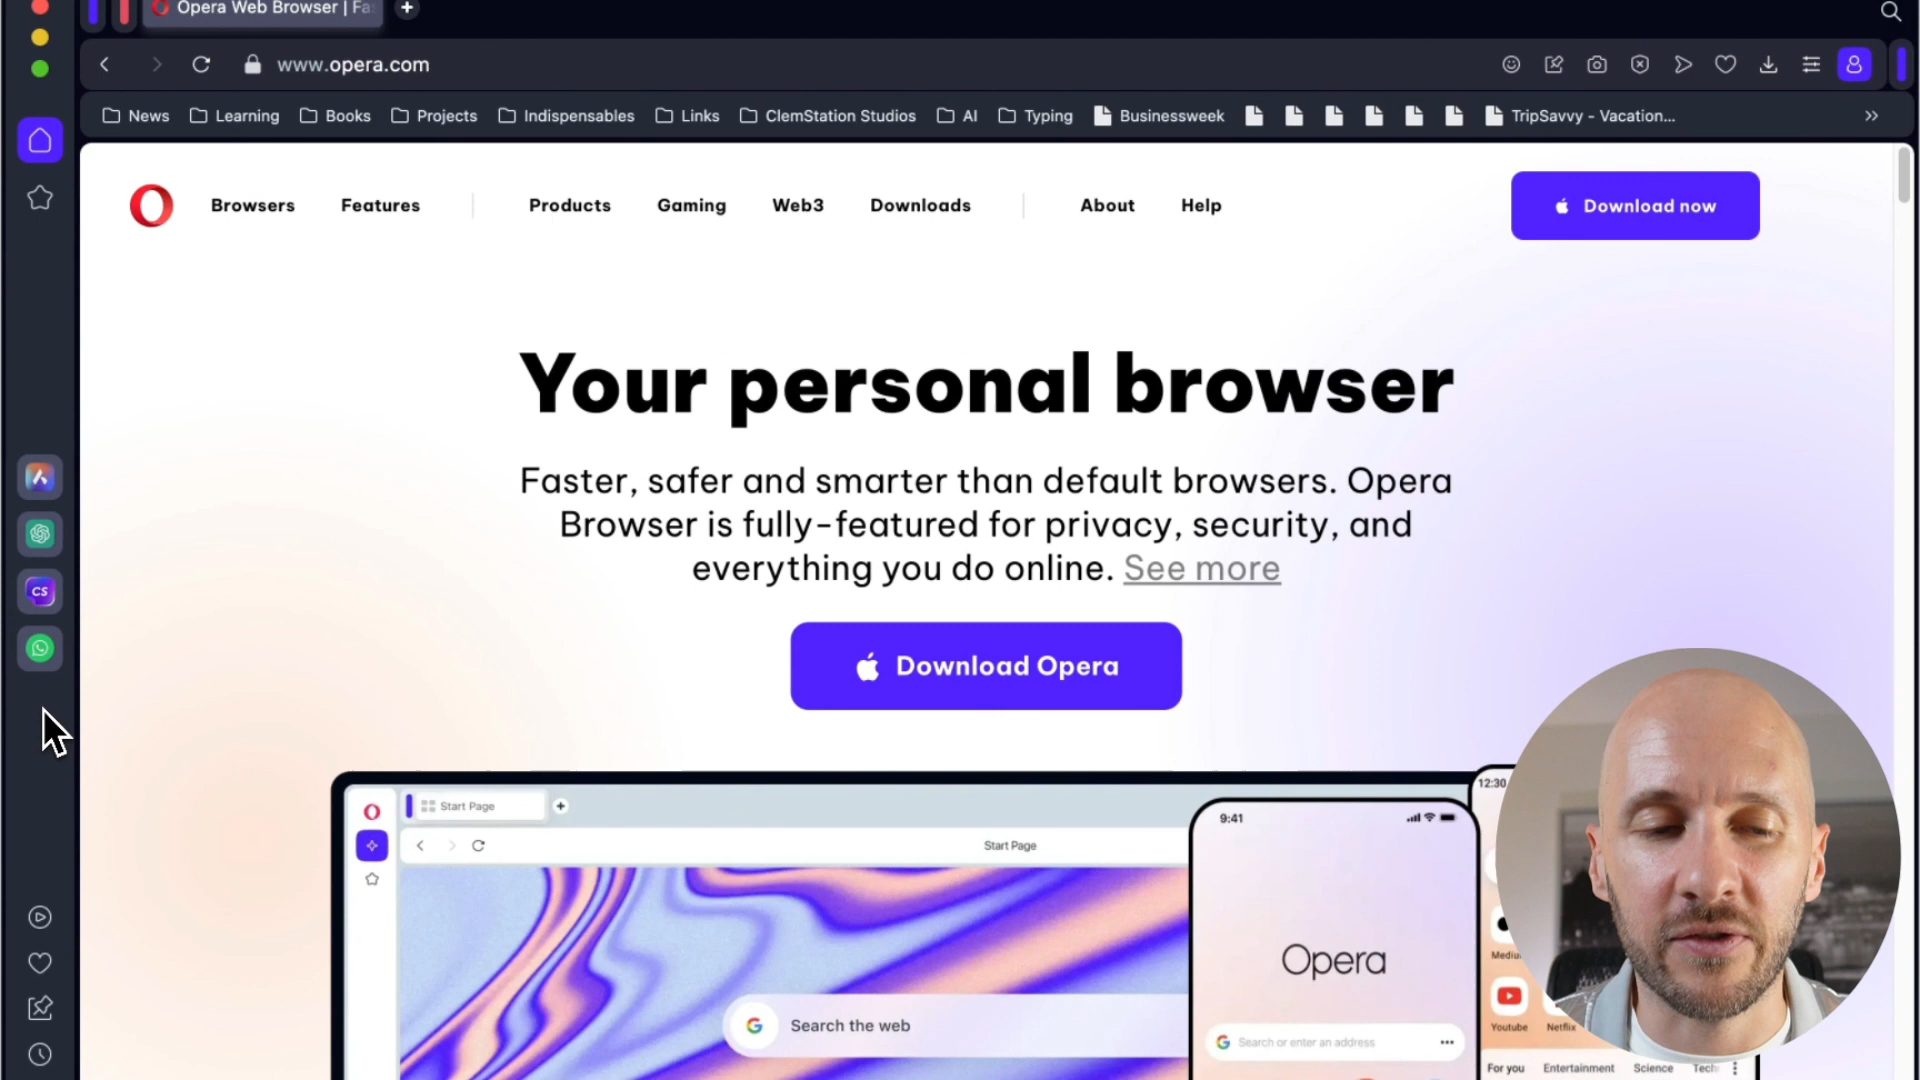 Opera Web Browser | Fas
www.opera.com
News
Learning
Books
Projects
Indispensables
Links
ClemStation Studios
AI
Typing
Businessweek
TripSavvy - Vacation...
Browsers
Features
Products
Gaming
Web3
Downloads
About
Help
Download now
Your personal browser
Faster, safer and smarter than default browsers. Opera
Browser is fully-featured for privacy, security, and
everything you do online. See more
CS
Download Opera
Start Page
Start Page
Search the web
9:41
Opera
Search or enter an address
12:30
Youtube
Netflix
For you
Entertainment
Science